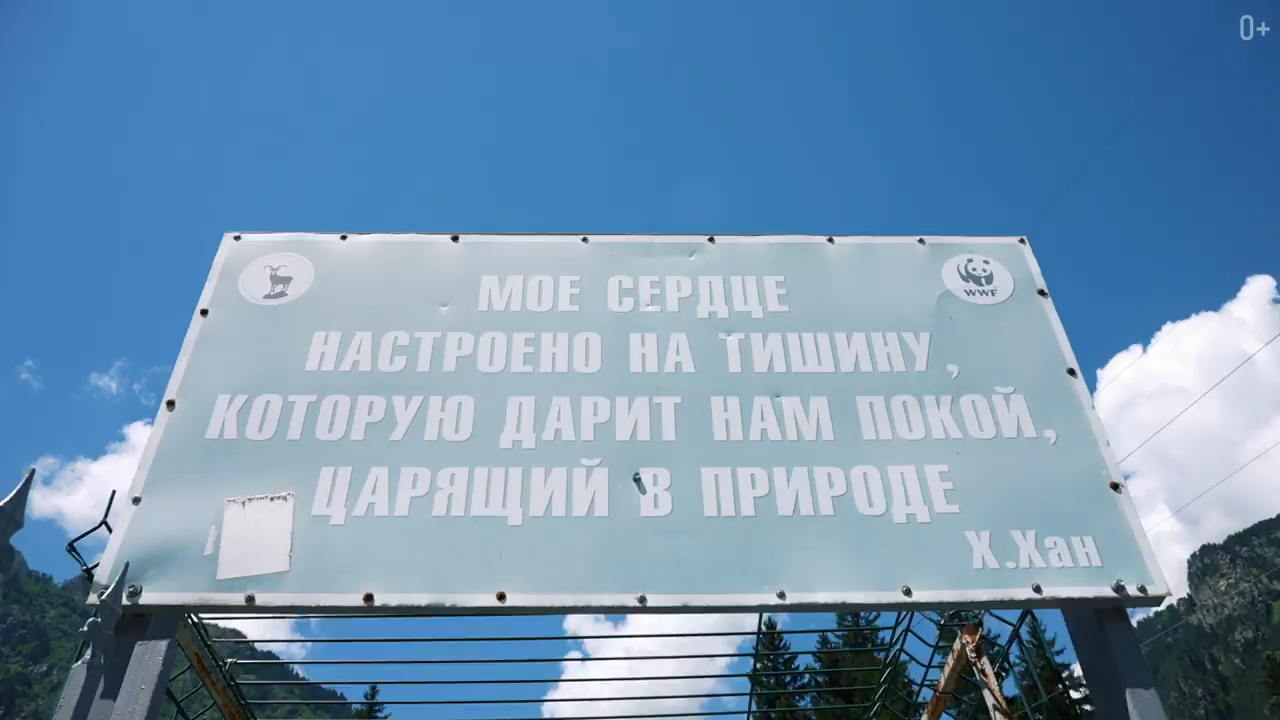 0+
МОЕ СЕРДЦЕ
WWF
НАСТРОЕНО НА ТИШИНУ,
КОТОРУЮ ДАРИТ НАМ ПОКОЙ,
ЦАРЯЩИЙ В ПРИРОДЕ
Х.Хан